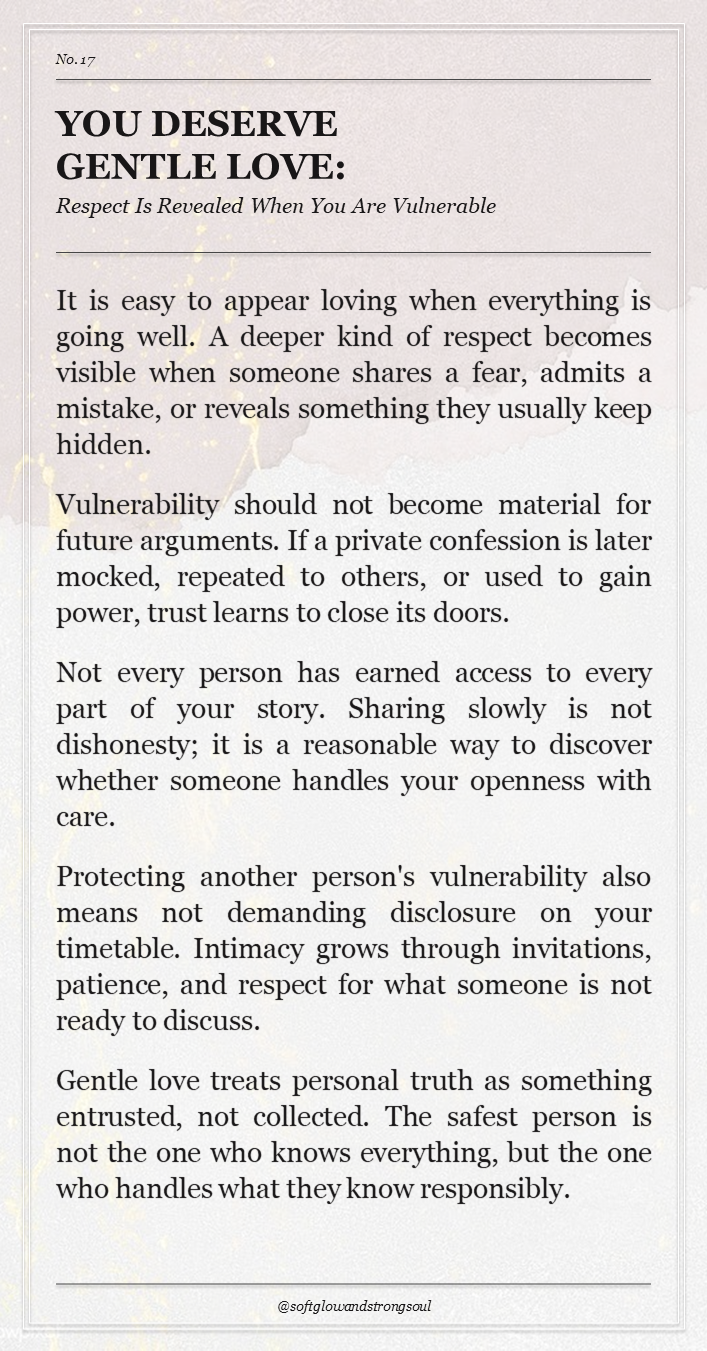 No.17
YOU DESERVE
GENTLE LOVE:
Respect Is Revealed When You Are Vulnerable
It is easy to appear loving when everything is
going well. A deeper kind of respect becomes
visible when someone shares a fear, admits a
mistake, or reveals something they usually keep
hidden.
Vulnerability should not become material for
future arguments. If a private confession is later
mocked, repeated to others, or used to gain
power, trust learns to close its doors.
Not every person has earned access to every
part of your story. Sharing slowly is not
dishonesty; it is a reasonable way to discover
whether someone handles your openness with
care.
Protecting another person's vulnerability also
means not demanding disclosure on your
timetable. Intimacy grows through invitations,
patience, and respect for what someone is not
ready to discuss.
Gentle love treats personal truth as something
entrusted, not collected. The safest person is
not the one who knows everything, but the one
who handles what they know responsibly.
@softglowandstrongsoul